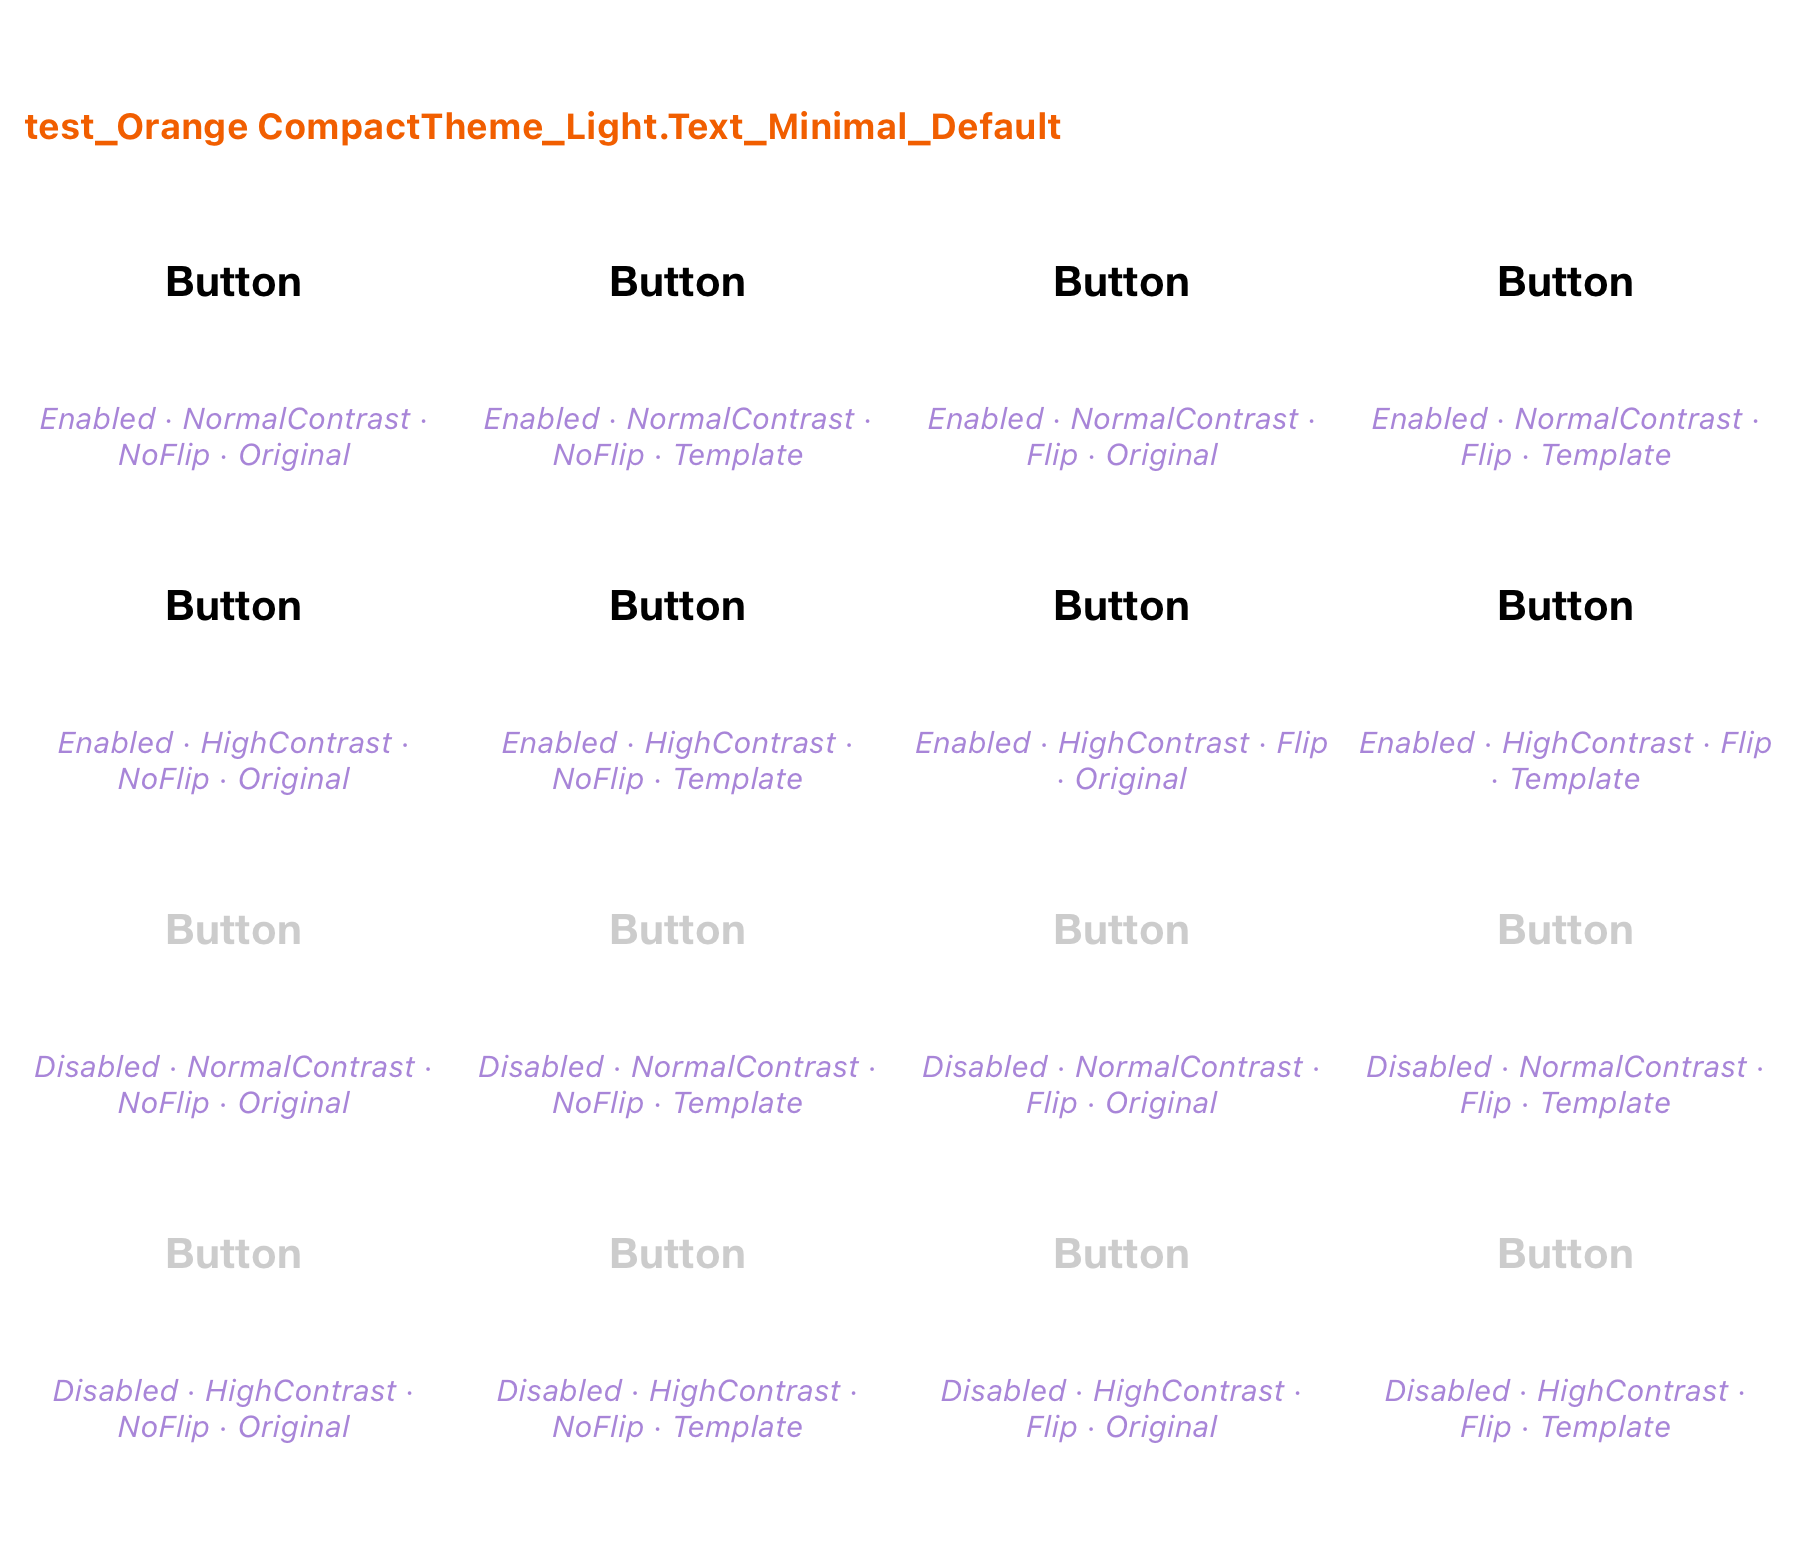 test_Orange CompactTheme_Light.Text_Minimal_Default
Button Button Button Button
Enabled · NormalContrast · Enabled · NormalContrast · Enabled · NormalContrast · Enabled · NormalContrast ·
NoFlip · Original NoFlip · Template Flip · Original Flip · Template
Button Button Button Button
Enabled · HighContrast · Enabled · HighContrast · Enabled · HighContrast · Flip Enabled · HighContrast · Flip
NoFlip · Original NoFlip · Template · Original · Template
Button Button Button Button
Disabled · NormalContrast · Disabled · NormalContrast · Disabled · NormalContrast · Disabled · NormalContrast ·
NoFlip · Original NoFlip · Template Flip · Original Flip · Template
Button Button Button Button
Disabled · HighContrast · Disabled · HighContrast · Disabled · HighContrast · Disabled · HighContrast ·
NoFlip · Original NoFlip · Template Flip · Original Flip · Template